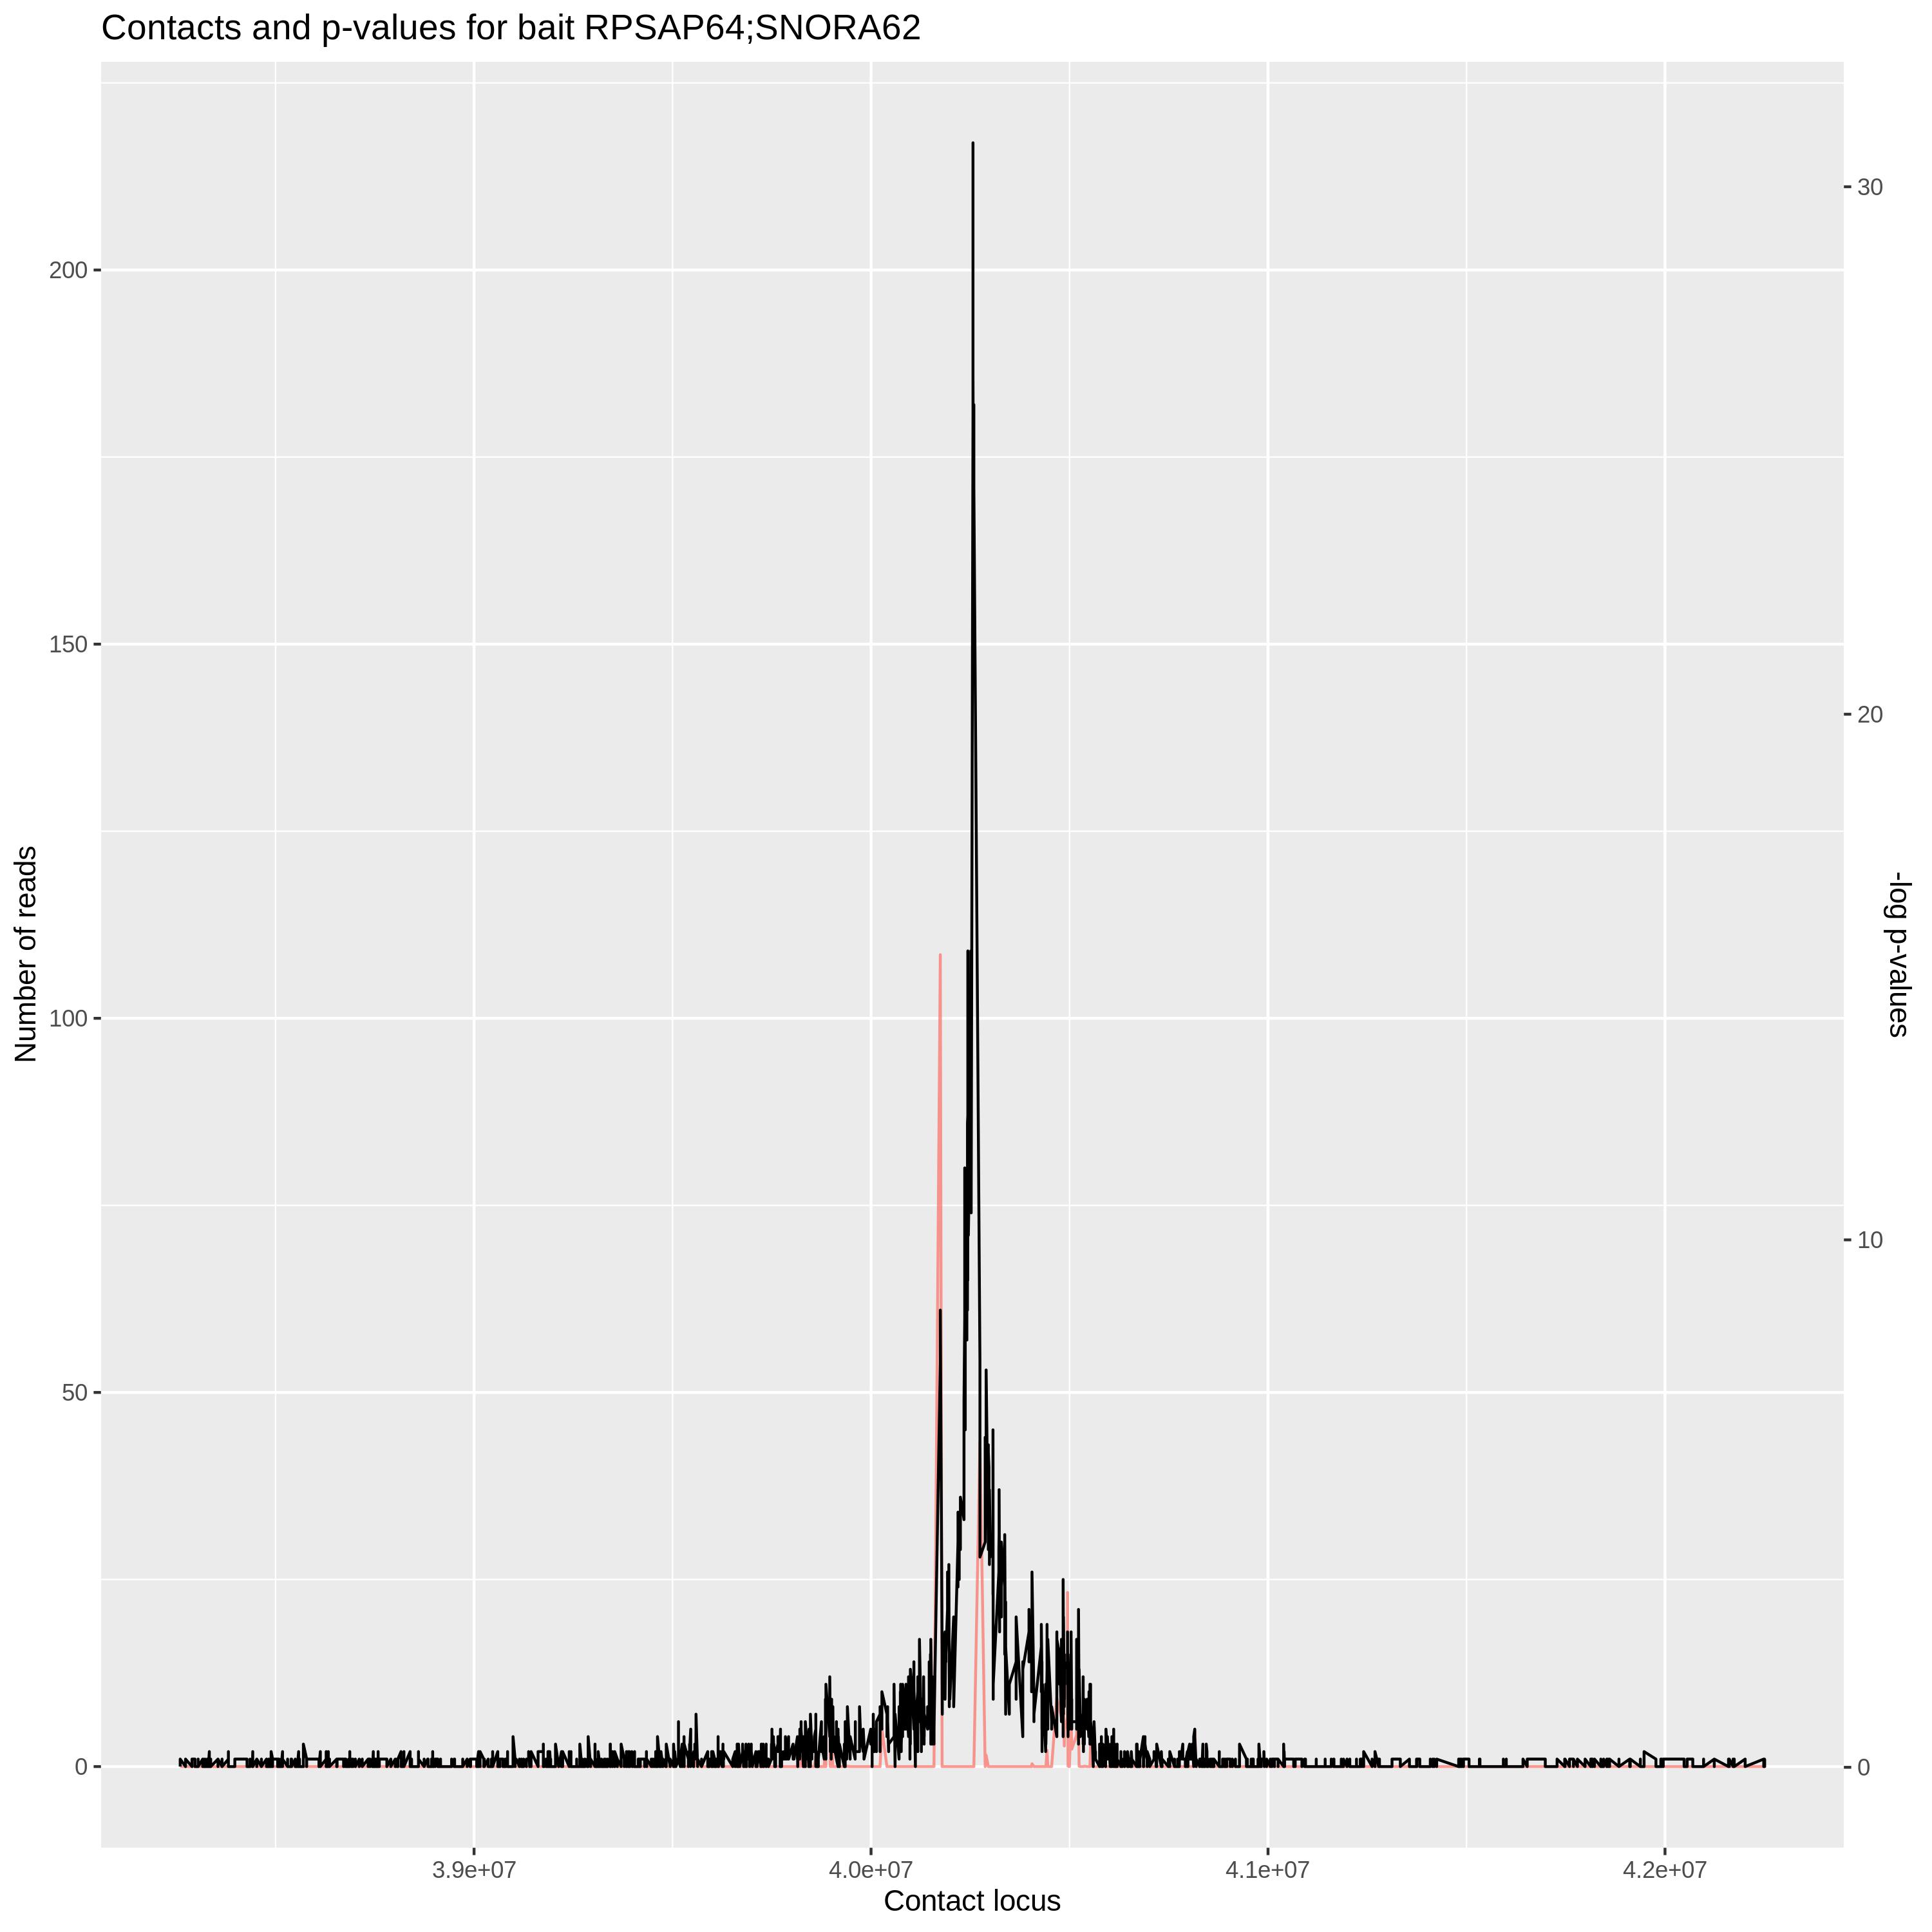 Contacts and p-values for bait RPSAP64;SNORA62
200
150
100
50
0
Number of reads
30
20
10
0
-log p-values
3.9e+07
4.0e+07
4.1e+07
4.2e+07
Contact locus